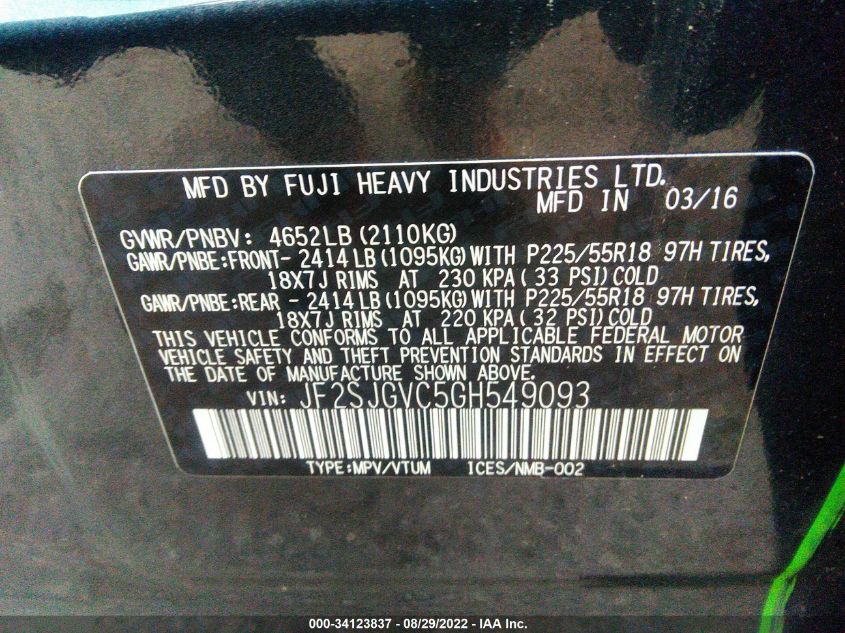 MFD BY FUJI HEAVY INDUSTRIES LTD.
MFD IN 03/16
GVWR/PNBV: 4652LB (2110KG)
GAWR/PNBE:FRONT- 2414LB (1095KG) WITH P225/55R18 97H TIRES,
18X7J RIMS AT 230 KPA ( 33 PSI) COLD
GAWR/PNBE:REAR - 2414LB (1095KG) WITH P225/55R18 97H TIRES,
18X7J RIMS AT 220 KPA ( 32 PSI) COLD
THIS VEHICLE CONFORMS TO ALL APPLICABLE FEDERAL MOTOR
VEHICLE SAFETY AND THEFT PREVENTION STANDARDS IN EFFECT ON
THE DATE OF MANUFACTURE SHOWN ABOVE.
VIN: JF2SJGVC5GH549093
TYPE:MPV/VTUM ICES/NMB-002
000-34123837 - 08/29/2022 - IAA Inc.